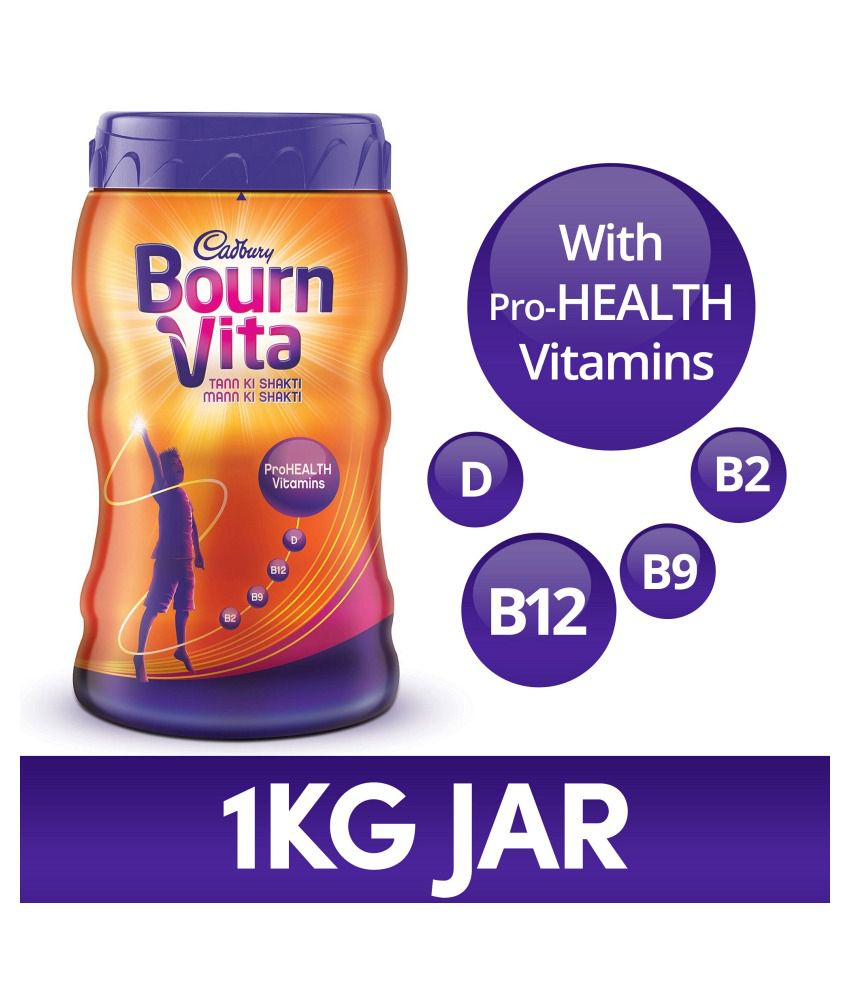 Cadbury
Bourn
Vita
TANN KI SHAKTI
MANN KI SHAKTI
ProHEALTH
Vitamins
D
B12
B9
B2
With
Pro-HEALTH
Vitamins
D
B2
B9
B12
1KG JAR